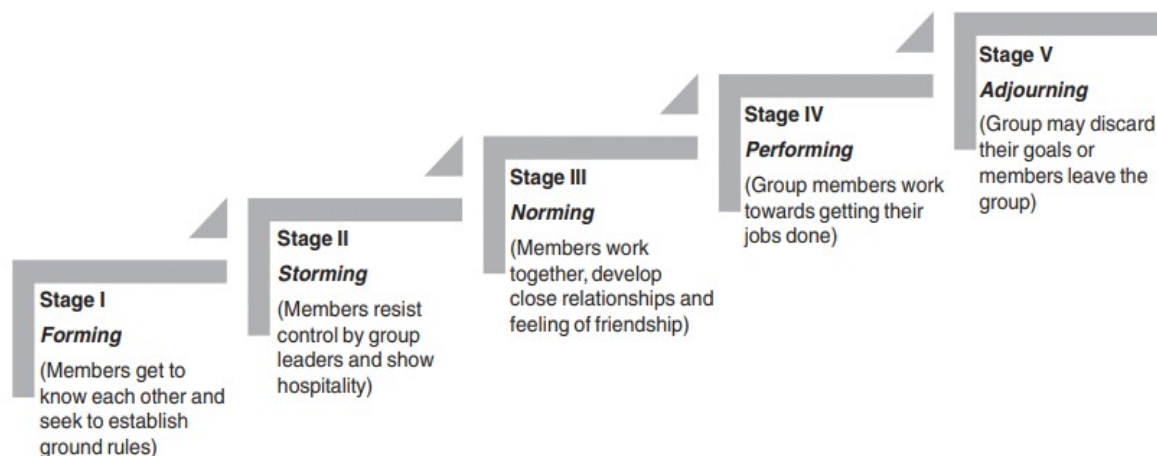 Stage I
Forming
(Members get to
know each other and
seek to establish
ground rules)
Stage II
Storming
(Members resist
control by group
leaders and show
hospitality)
Stage III
Norming
(Members work
together, develop
close relationships and
feeling of friendship)
Stage IV
Performing
(Group members work
towards getting their
jobs done)
Stage V
Adjourning
(Group may discard
their goals or
members leave the
group)